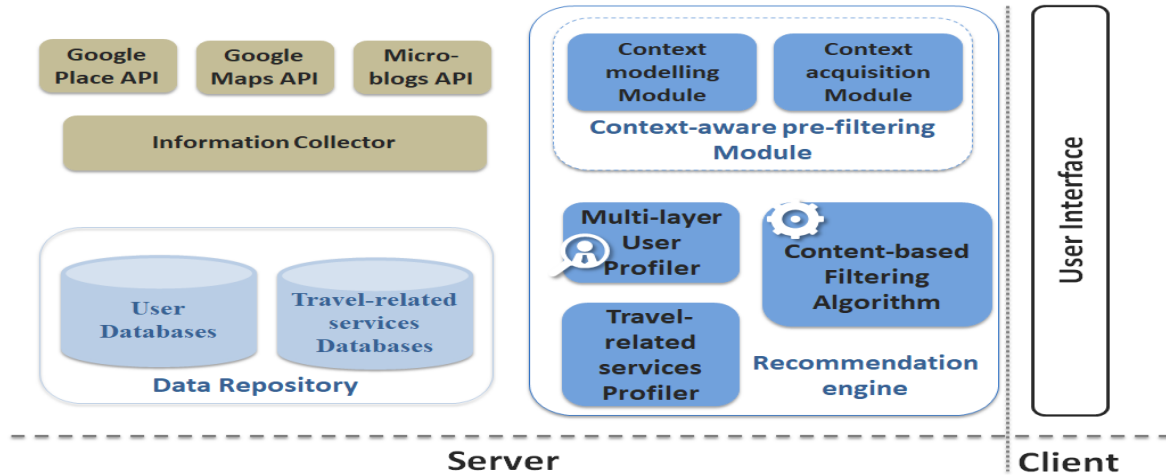 Google
Place API
Google
Maps API
Micro-
blogs API
Information Collector
User
Databases
Travel-related
services
Databases
Data Repository
Context
modelling
Module
Context
acquisition
Module
Context-aware pre-filtering
Module
Multi-layer
User
Profiler
Content-based
Filtering
Algorithm
Travel-
related
services
Profiler
Recommendation
engine
User Interface
Server
Client